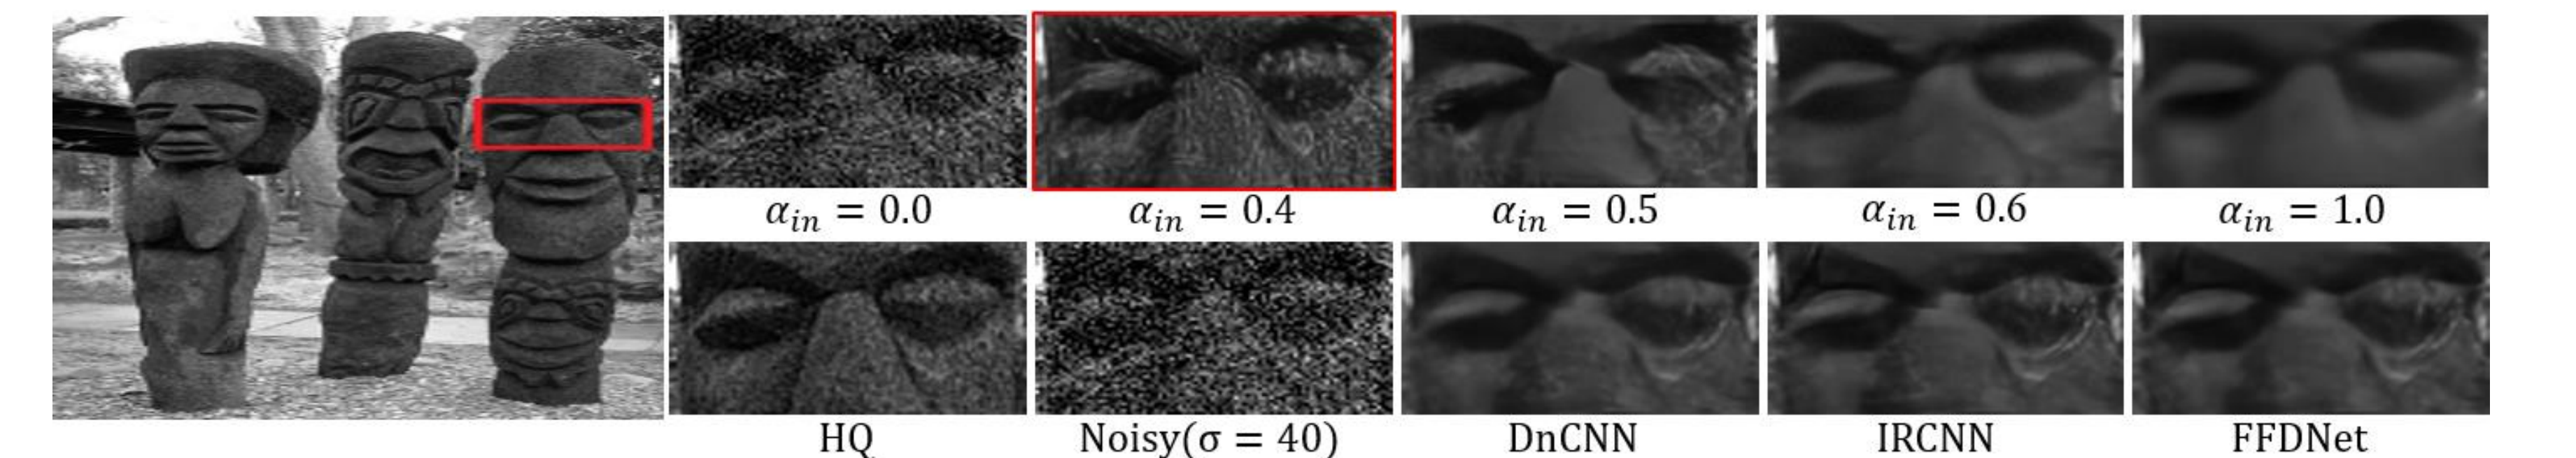 α_in = 0.0
α_in = 0.4
α_in = 0.5
α_in = 0.6
α_in = 1.0
HQ
Noisy(σ = 40)
DnCNN
IRCNN
FFDNet